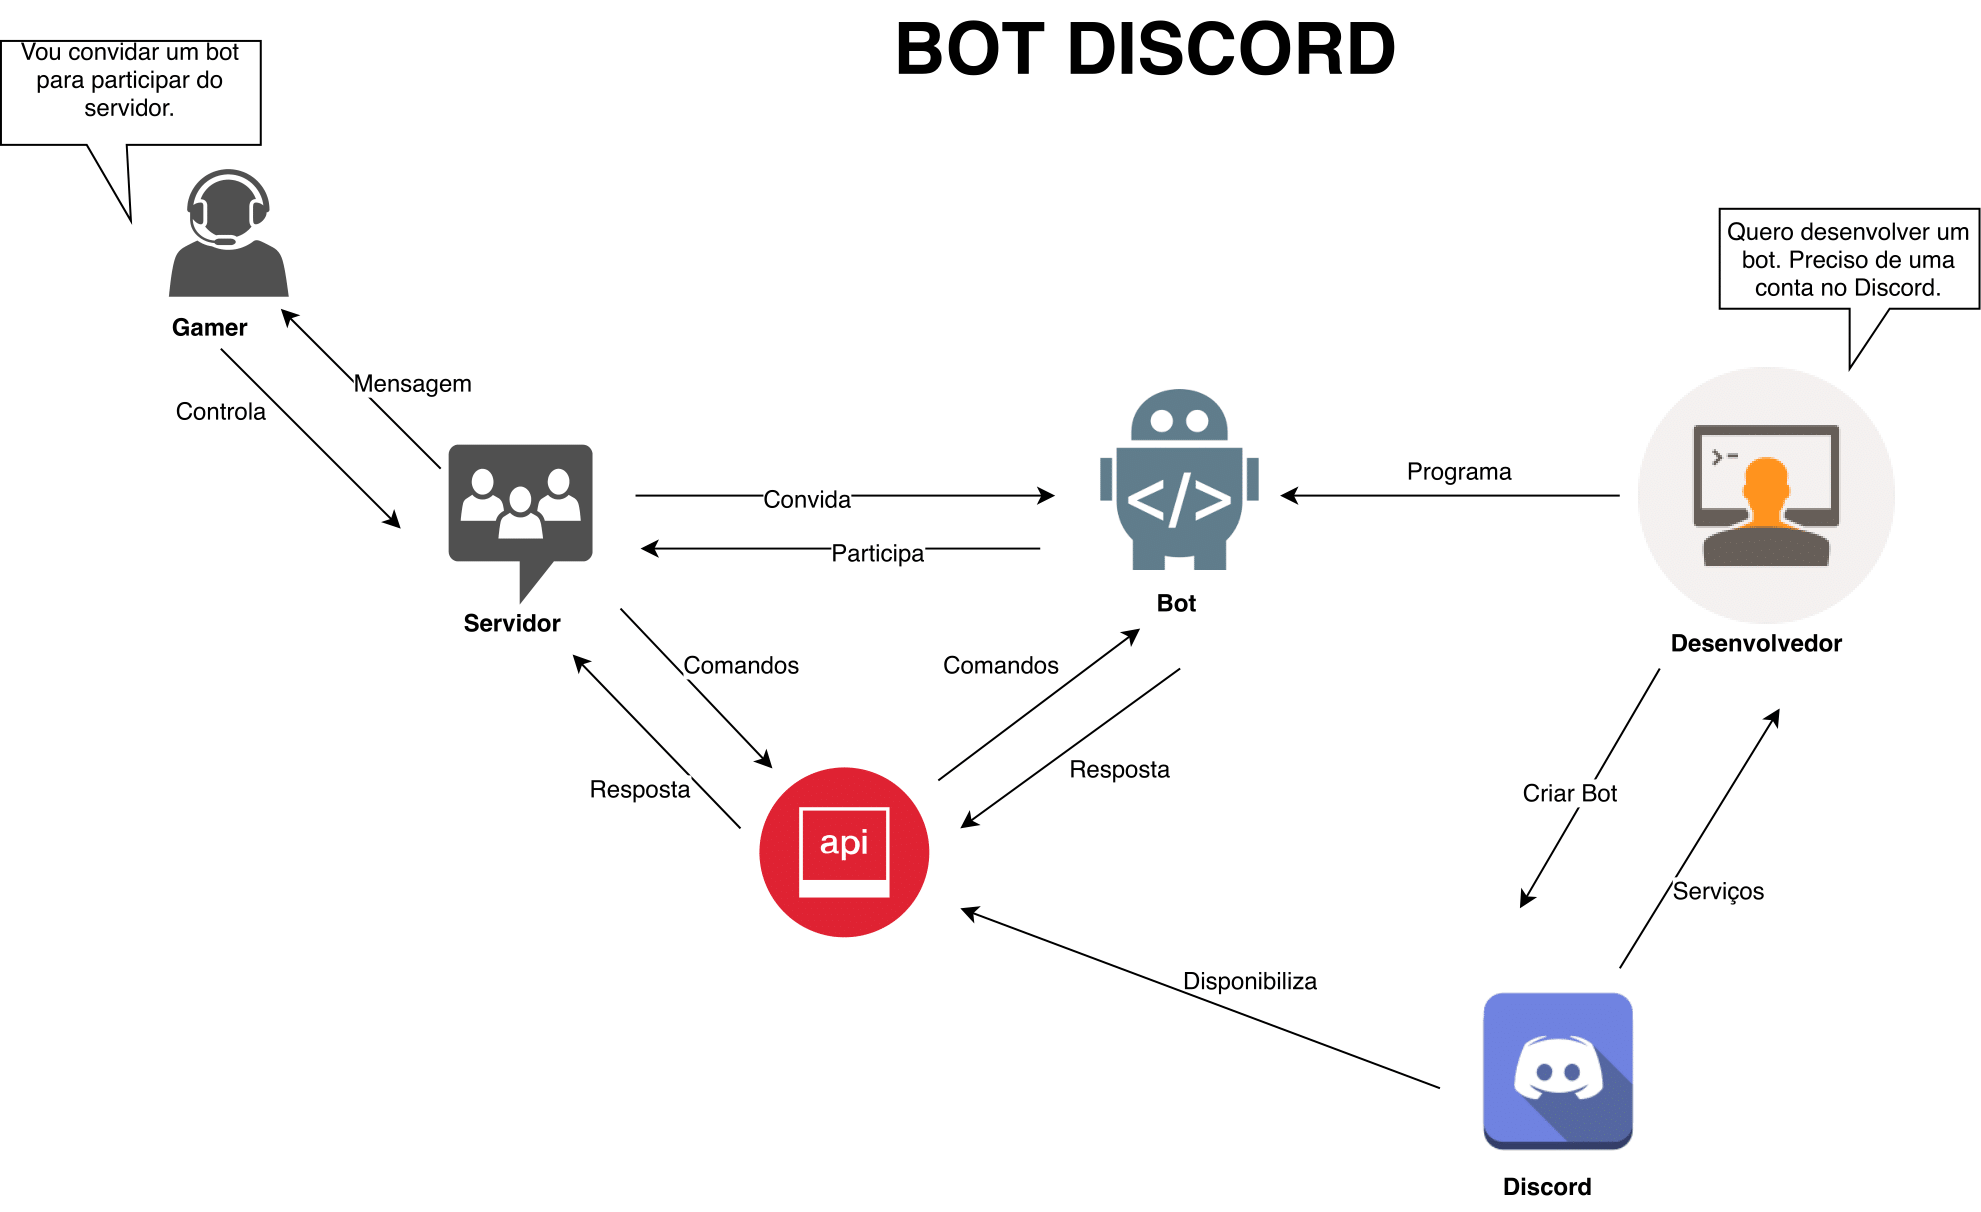 BOT DISCORD
Vou convidar um bot
para participar do
servidor.
Quero desenvolver um
bot. Preciso de uma
conta no Discord.
Gamer
Mensagem
Controla
>-
</>
Programa
Convida
Participa
Bot
Servidor
Desenvolvedor
Comandos
Comandos
Resposta
Resposta
api
Criar Bot
Serviços
Disponibiliza
Discord